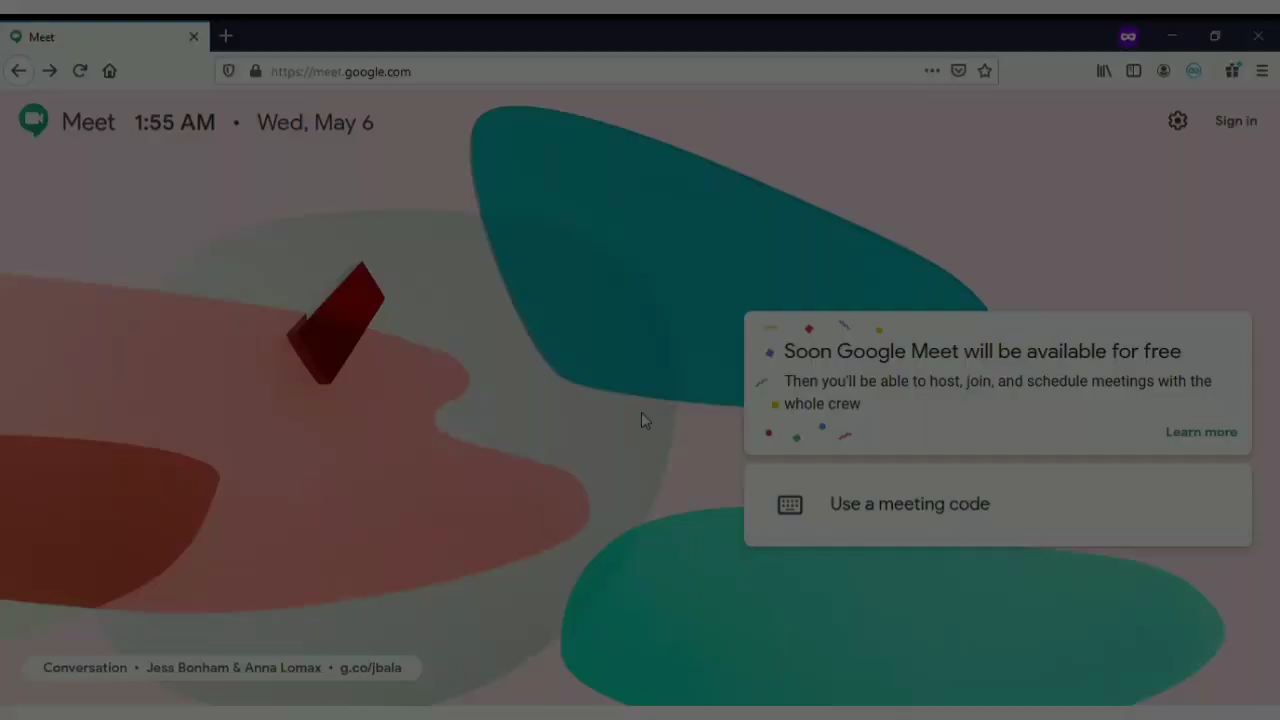 Meet
https://meet.google.com
Meet 1:55 AM • Wed, May 6
Sign in
Soon Google Meet will be available for free
Then you'll be able to host, join, and schedule meetings with the
whole crew
Learn more
Use a meeting code
Conversation • Jess Bonham & Anna Lomax • g.co/jbala